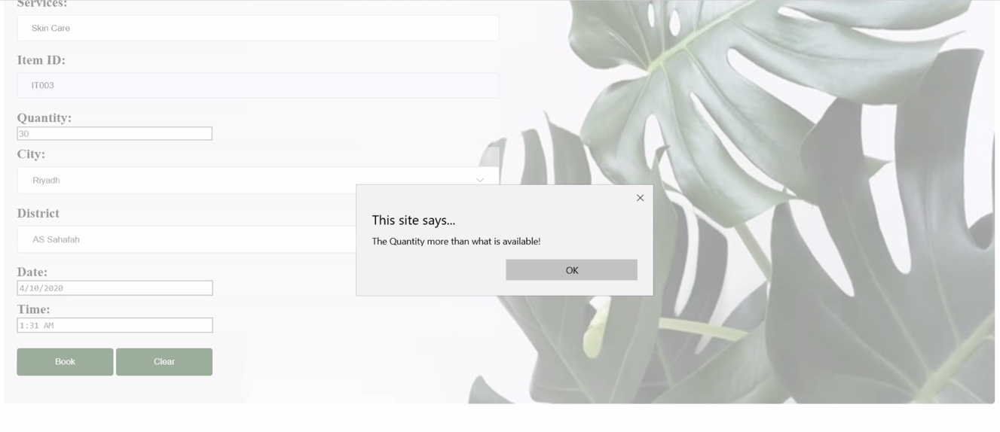 Services:
Skin Care
Item ID:
IT003
Quantity:
30
City:
Riyadh
District
AS Sahafah
Date:
4/10/2020
Time:
1:31 AM
Book Clear
This site says...
The Quantity more than what is available!
OK